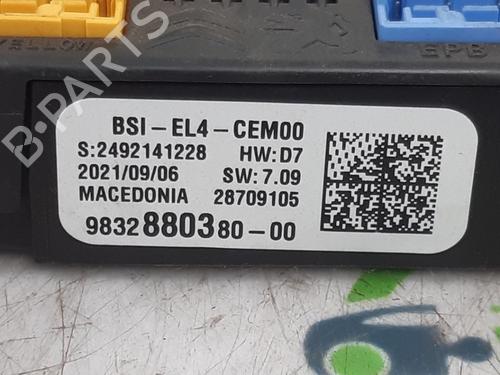 YELLOW
EPB
B-PARTS
BSI-EL4-CEM00
S:2492141228 HW:D7
2021/09/06 SW:7.09
MACEDONIA 28709105
9832880380-00